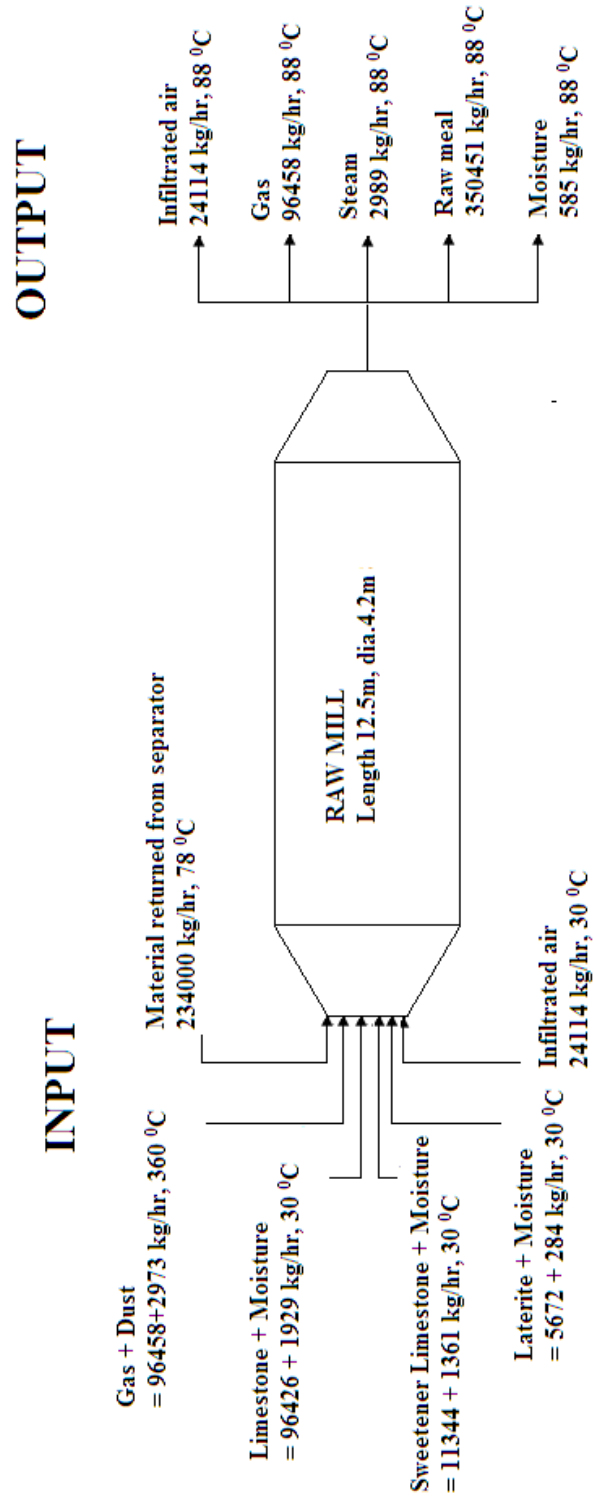 INPUT
OUTPUT
Gas + Dust
= 96458+2973 kg/hr, 360 ⁰C
Material returned from separator
234000 kg/hr, 78 ⁰C
Limestone + Moisture
= 96426 + 1929 kg/hr, 30 ⁰C
Sweetener Limestone + Moisture
= 11344 + 1361 kg/hr, 30 ⁰C
Laterite + Moisture
= 5672 + 284 kg/hr, 30 ⁰C
Infiltrated air
24114 kg/hr, 30 ⁰C
RAW MILL
Length 12.5m, dia.4.2m
Infiltrated air
24114 kg/hr, 88 ⁰C
Gas
96458 kg/hr, 88 ⁰C
Steam
2989 kg/hr, 88 ⁰C
Raw meal
350451 kg/hr, 88 ⁰C
Moisture
585 kg/hr, 88 ⁰C